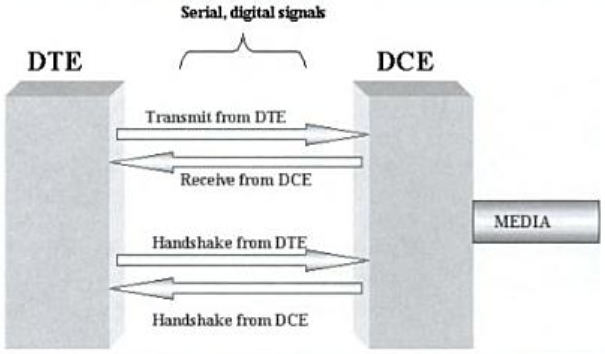 Serial, digital signals
DTE
DCE
Transmit from DTE
Receive from DCE
MEDIA
Handshake from DTE
Handshake from DCE